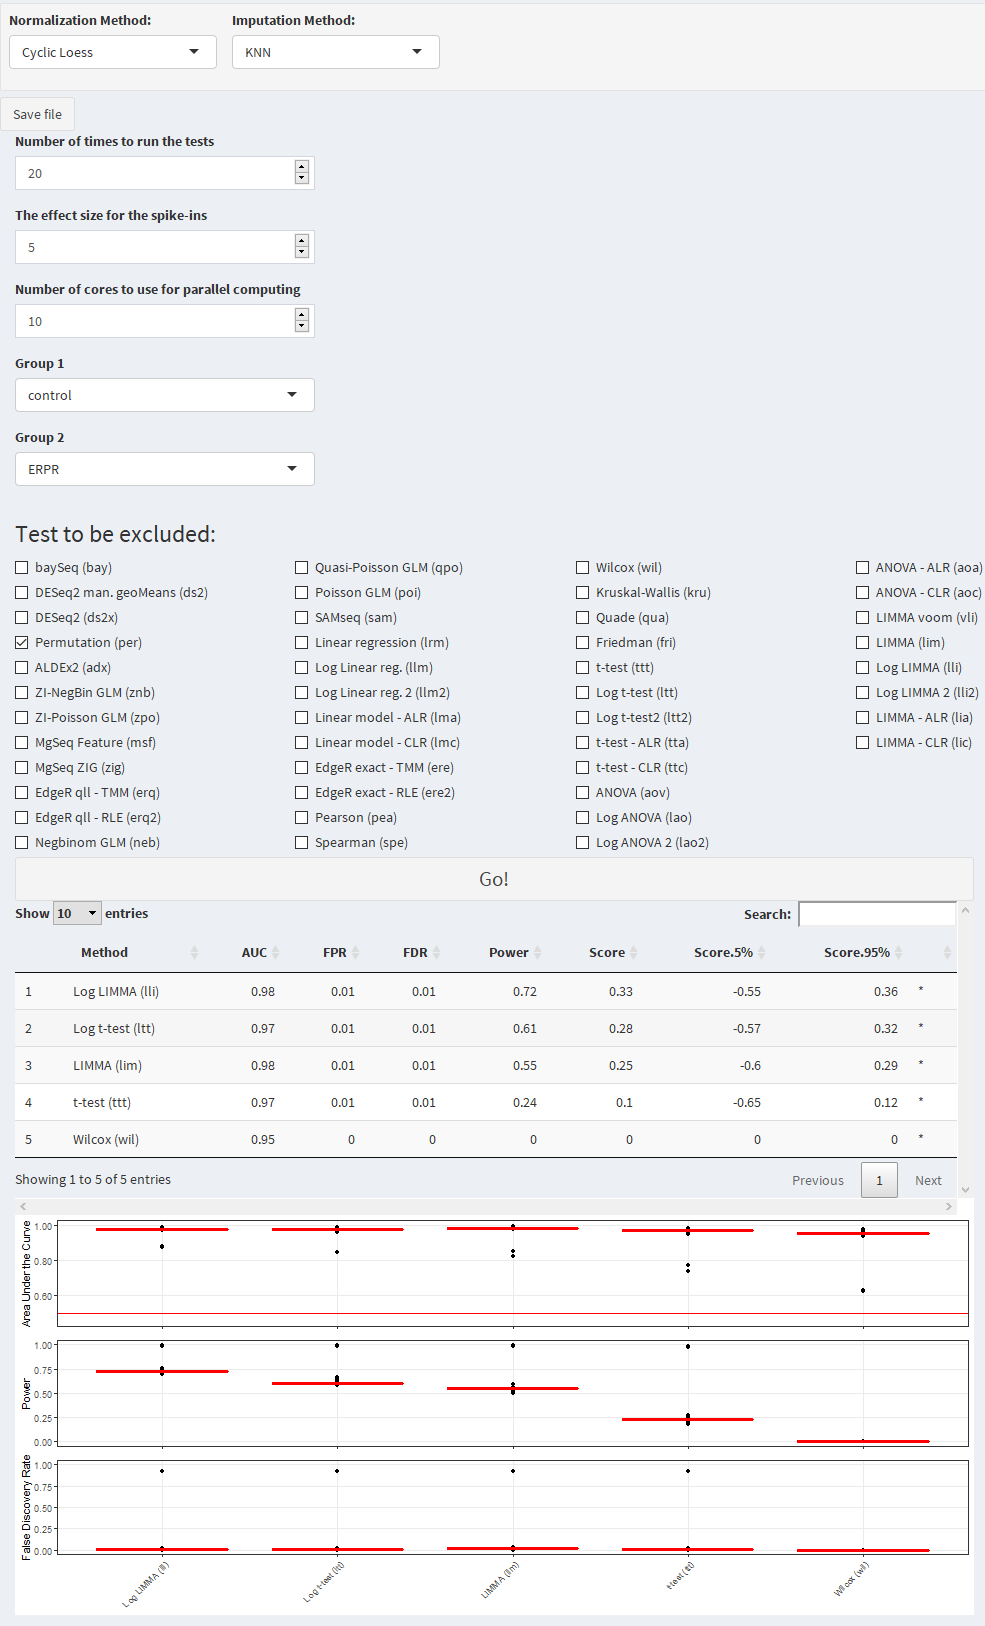 Normalization Method: Imputation Method:
Cyclic Loess KNN
Save file
Number of times to run the tests
20
The effect size for the spike-ins
5
Number of cores to use for parallel computing
10
Group 1
control
Group 2
ERPR
Test to be excluded:
baySeq (bay) Quasi-Poisson GLM (qpo) Wilcox (wil) ANOVA - ALR (aoa)
DESeq2 man. geoMeans (ds2) Poisson GLM (poi) Kruskal-Wallis (kru) ANOVA - CLR (aoc)
DESeq2 (ds2x) SAMseq (sam) Quade (qua) LIMMA voom (vli)
Permutation (per) Linear regression (lrm) Friedman (fri) LIMMA (lim)
ALDEx2 (adx) Log Linear reg. (llm) t-test (ttt) Log LIMMA (lli)
ZI-NegBin GLM (znb) Log Linear reg. 2 (llm2) Log t-test (ltt) Log LIMMA 2 (lli2)
ZI-Poisson GLM (zpo) Linear model - ALR (lma) Log t-test2 (ltt2) LIMMA - ALR (lia)
MgSeq Feature (msf) Linear model - CLR (lmc) t-test - ALR (tta) LIMMA - CLR (lic)
MgSeq ZIG (zig) EdgeR exact - TMM (ere) t-test - CLR (ttc)
EdgeR qll - TMM (erq) EdgeR exact - RLE (ere2) ANOVA (aov)
EdgeR qll - RLE (erq2) Pearson (pea) Log ANOVA (lao)
Negbinom GLM (neb) Spearman (spe) Log ANOVA 2 (lao2)
Go!
Show 10 entries Search:
Method AUC FPR FDR Power Score Score.5% Score.95%
1 Log LIMMA (lli) 0.98 0.01 0.01 0.72 0.33 -0.55 0.36 *
2 Log t-test (ltt) 0.97 0.01 0.01 0.61 0.28 -0.57 0.32 *
3 LIMMA (lim) 0.98 0.01 0.01 0.55 0.25 -0.6 0.29 *
4 t-test (ttt) 0.97 0.01 0.01 0.24 0.1 -0.65 0.12 *
5 Wilcox (wil) 0.95 0 0 0 0 0 0 *
Showing 1 to 5 of 5 entries Previous 1 Next
Area Under the Curve
1.00
0.80
0.60
Power
1.00
0.75
0.50
0.25
0.00
False Discovery Rate
1.00
0.75
0.50
0.25
0.00
Log LIMMA (lli) Log t-test (ltt) LIMMA (lim) t-test (ttt) Wilcox (wil)